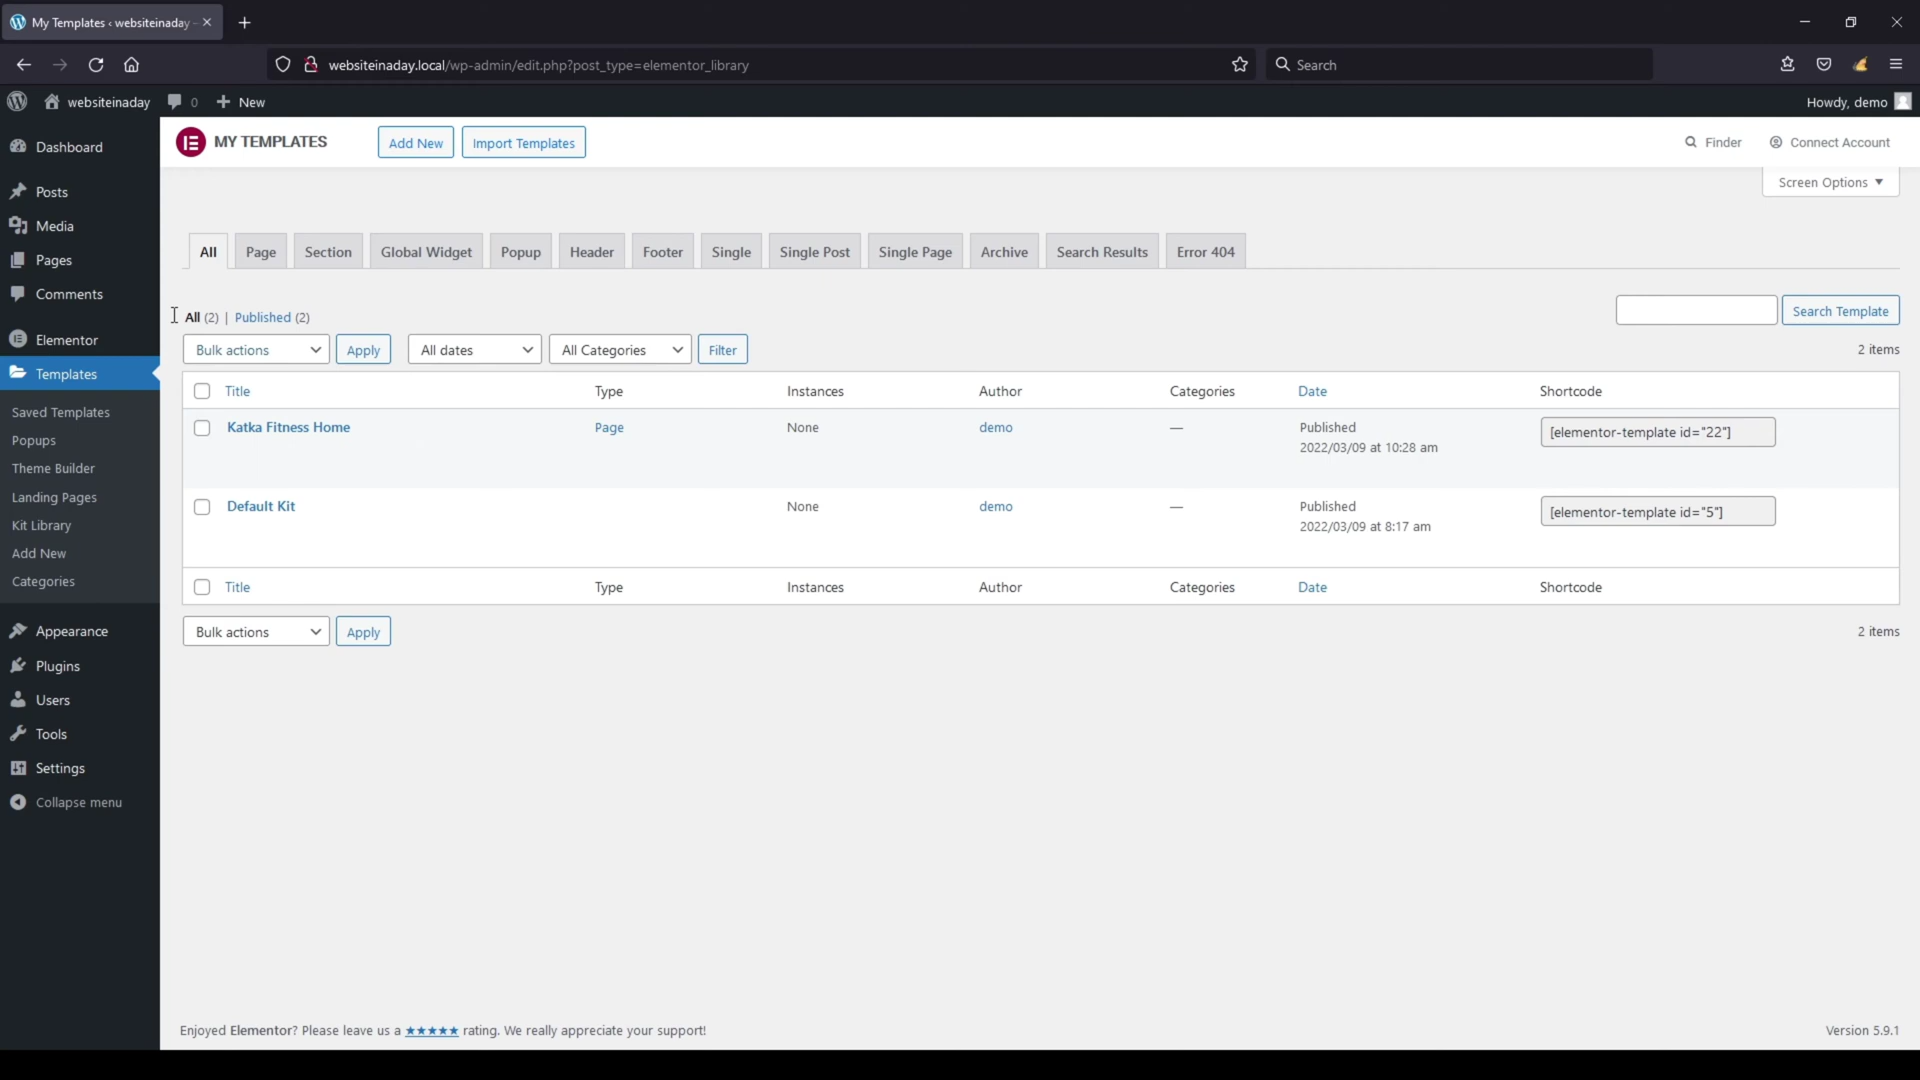 My Templates ‹ websiteinaday -
websiteinaday.local/wp-admin/edit.php?post_type=elementor_library
Search
websiteinaday
0
New
Howdy, demo
Dashboard
Posts
Media
Pages
Comments
Elementor
Templates
Saved Templates
Popups
Theme Builder
Landing Pages
Kit Library
Add New
Categories
Appearance
Plugins
Users
Tools
Settings
Collapse menu
MY TEMPLATES
Add New
Import Templates
Finder
Connect Account
Screen Options
All
Page
Section
Global Widget
Popup
Header
Footer
Single
Single Post
Single Page
Archive
Search Results
Error 404
All (2) | Published (2)
Search Template
Bulk actions
Apply
All dates
All Categories
Filter
2 items
Title Type Instances Author Categories Date Shortcode
Katka Fitness Home Page None demo — Published [elementor-template id="22"]
2022/03/09 at 10:28 am
Default Kit None demo — Published [elementor-template id="5"]
2022/03/09 at 8:17 am
Title Type Instances Author Categories Date Shortcode
Bulk actions
Apply
2 items
Enjoyed Elementor? Please leave us a ★★★★★ rating. We really appreciate your support!
Version 5.9.1